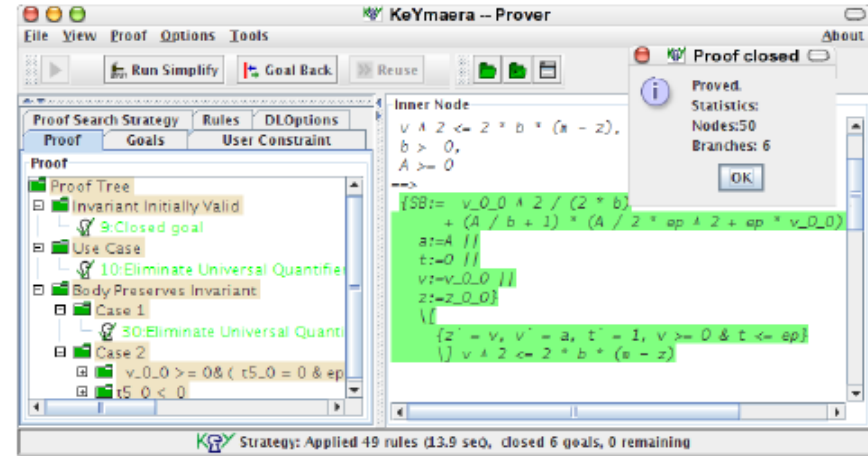 KeYmaera -- Prover
File View Proof Options Tools About
Run Simplify Goal Back Reuse
Proof closed
Proved.
Statistics:
Nodes:50
Branches: 6
OK
Proof Search Strategy Rules DLOptions
Proof Goals User Constraint
Proof
Proof Tree
Invariant Initially Valid
9:Closed goal
Use Case
10:Eliminate Universal Quantifie
Body Preserves Invariant
Case 1
30:Eliminate Universal Quanti
Case 2
v_0_0 >= 0& ( t5_0 = 0 & ep
t5_0 < 0
Inner Node
v ^ 2 <= 2 * b * (m - z),
b > 0,
A >= 0
==>
{SB:= v_0_0 ^ 2 / (2 * b)
+ (A / b + 1) * (A / 2 * ep ^ 2 + ep * v_0_0)
a:=A ||
t:=0 ||
v:=v_0_0 ||
z:=z_0_0}
\[
{z´ = v, v´ = a, t´ = 1, v >= 0 & t <= ep}
\] v ^ 2 <= 2 * b * (m - z)
KeY Strategy: Applied 49 rules (13.9 sec), closed 6 goals, 0 remaining